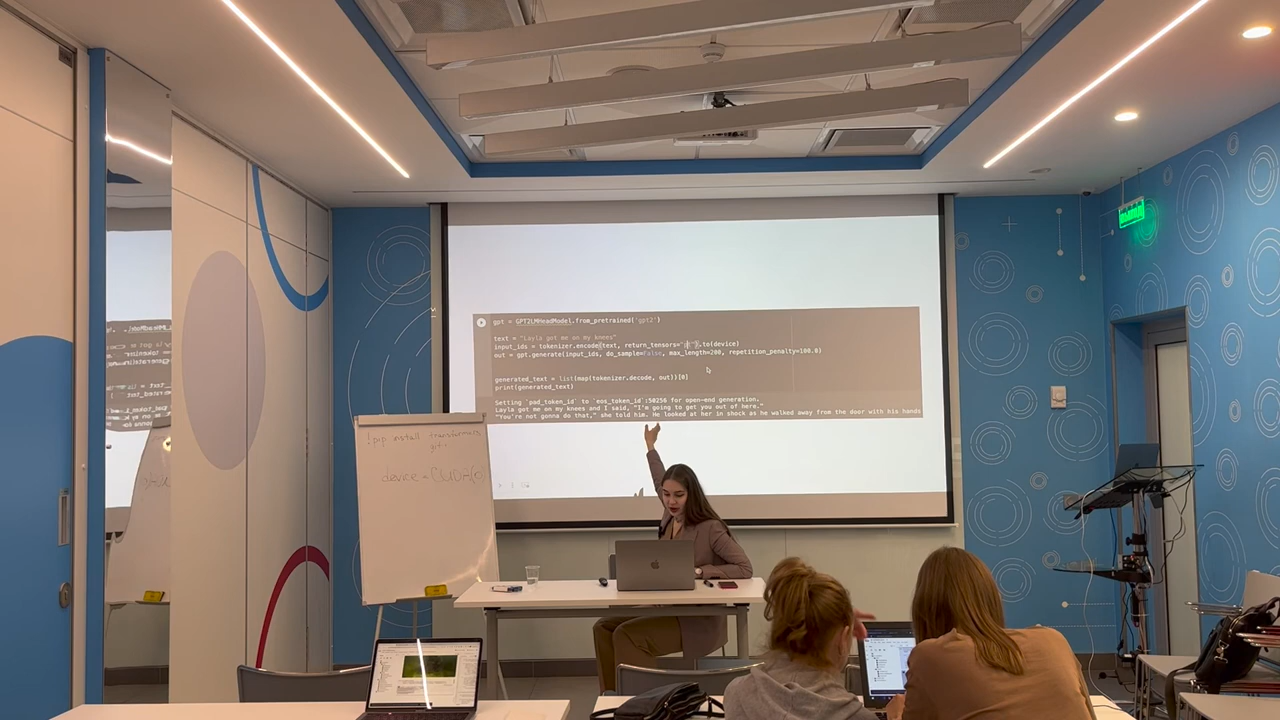 gpt = GPT2LMHeadModel.from_pretrained('gpt2')
text = "Layla got me on my knees"
input_ids = tokenizer.encode(text, return_tensors="pt").to(device)
out = gpt.generate(input_ids, do_sample=False, max_length=200, repetition_penalty=100.0)
generated_text = list(map(tokenizer.decode, out))[0]
print(generated_text)
Setting `pad_token_id` to `eos_token_id`:50256 for open-end generation.
Layla got me on my knees and I said, "I'm going to get you out of here."
"You're not gonna do that," she told him. He looked at her in shock as he walked away from the door with his hands
!pip install transformers
device = CUDA(0)